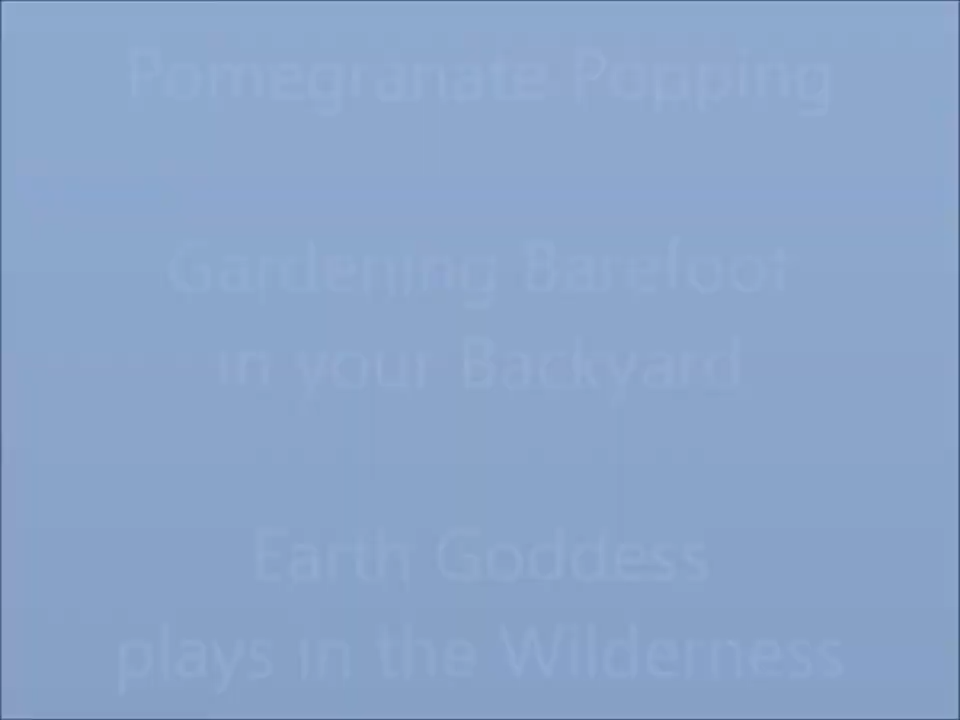 Pomegranate Popping
Gardening Barefoot
in your Backyard
Earth Goddess
plays in the Wilderness